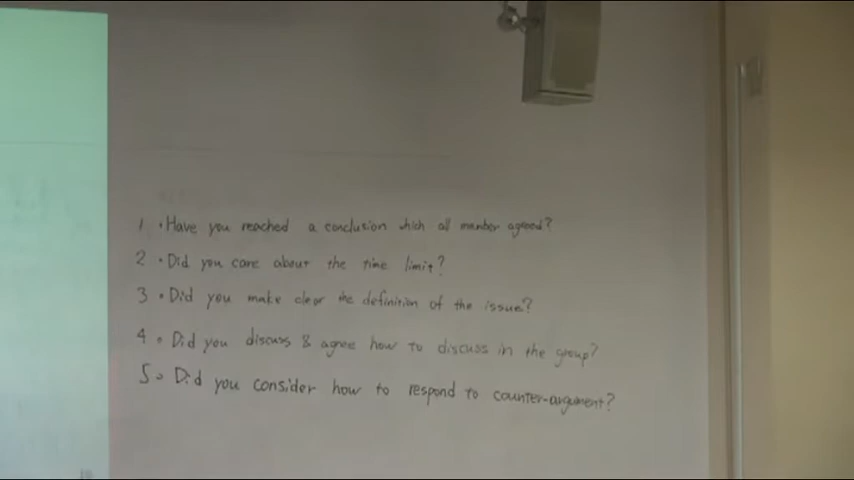 1 · Have you reached a conclusion which all member agreed?
2 · Did you care about the time limit?
3 · Did you make clear the definition of the issue?
4 · Did you discuss & agree how to discuss in the group?
5 · Did you consider how to respond to counter-argument?